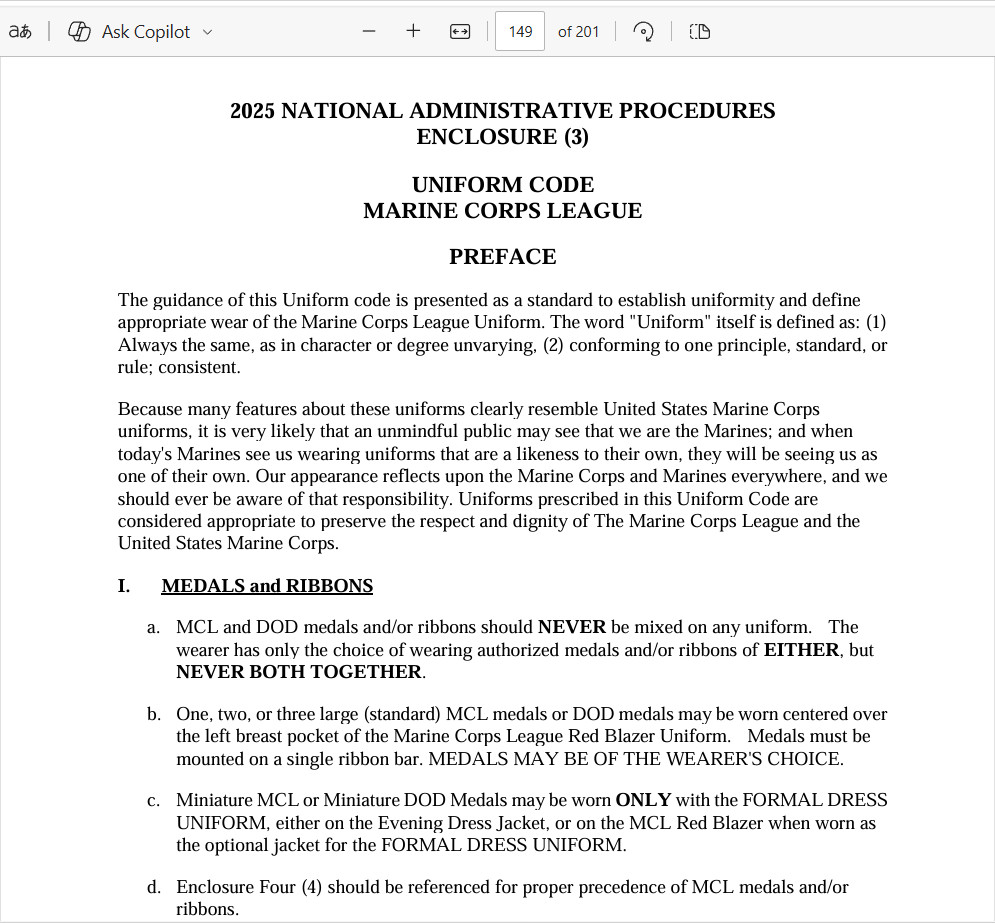 aあ Ask Copilot 149 of 201
2025 NATIONAL ADMINISTRATIVE PROCEDURES
ENCLOSURE (3)
UNIFORM CODE
MARINE CORPS LEAGUE
PREFACE
The guidance of this Uniform code is presented as a standard to establish uniformity and define
appropriate wear of the Marine Corps League Uniform. The word "Uniform" itself is defined as: (1)
Always the same, as in character or degree unvarying, (2) conforming to one principle, standard, or
rule; consistent.
Because many features about these uniforms clearly resemble United States Marine Corps
uniforms, it is very likely that an unmindful public may see that we are the Marines; and when
today's Marines see us wearing uniforms that are a likeness to their own, they will be seeing us as
one of their own. Our appearance reflects upon the Marine Corps and Marines everywhere, and we
should ever be aware of that responsibility. Uniforms prescribed in this Uniform Code are
considered appropriate to preserve the respect and dignity of The Marine Corps League and the
United States Marine Corps.
I. MEDALS and RIBBONS
a. MCL and DOD medals and/or ribbons should NEVER be mixed on any uniform. The
wearer has only the choice of wearing authorized medals and/or ribbons of EITHER, but
NEVER BOTH TOGETHER.
b. One, two, or three large (standard) MCL medals or DOD medals may be worn centered over
the left breast pocket of the Marine Corps League Red Blazer Uniform. Medals must be
mounted on a single ribbon bar. MEDALS MAY BE OF THE WEARER'S CHOICE.
c. Miniature MCL or Miniature DOD Medals may be worn ONLY with the FORMAL DRESS
UNIFORM, either on the Evening Dress Jacket, or on the MCL Red Blazer when worn as
the optional jacket for the FORMAL DRESS UNIFORM.
d. Enclosure Four (4) should be referenced for proper precedence of MCL medals and/or
ribbons.